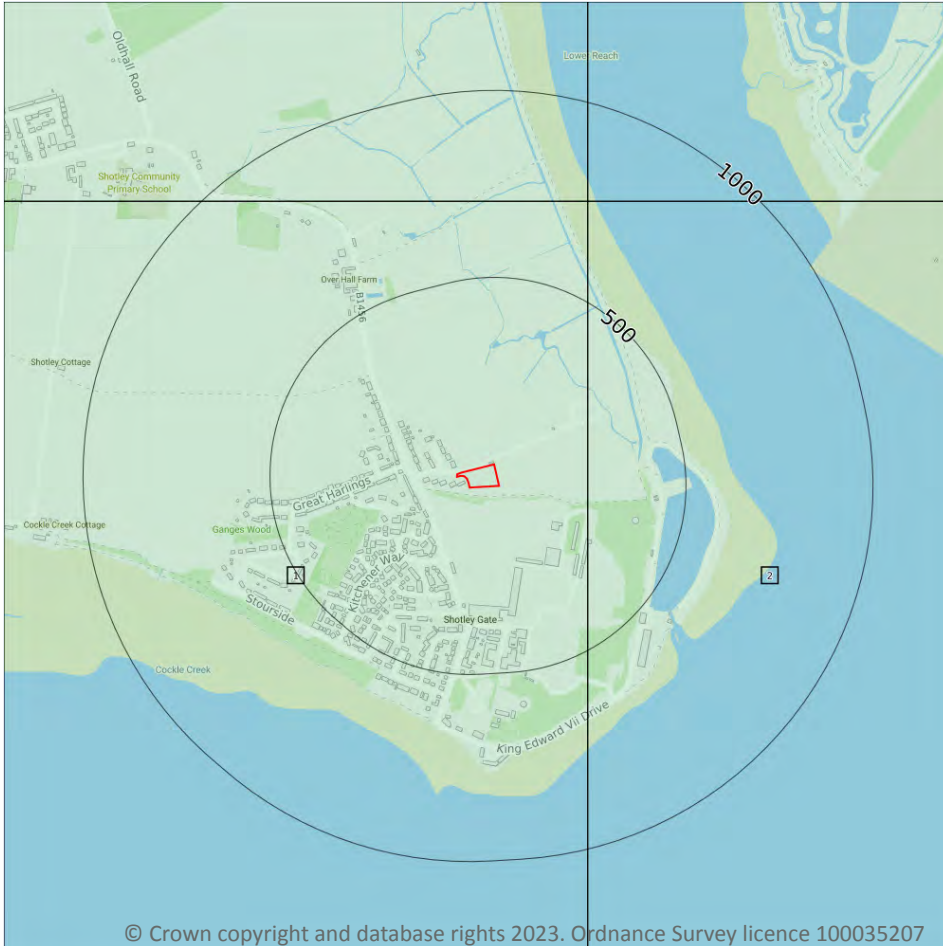 Oldhall Road
Lower Reach
Shotley Community
Primary School
1000
Over Hall Farm
B1456
500
Shotley Cottage
Great Harlings
Cockle Creek Cottage
Ganges Wood
Kitchener Way
1
2
Stourside
Shotley Gate
Cockle Creek
King Edward Vii Drive
© Crown copyright and database rights 2023. Ordnance Survey licence 100035207